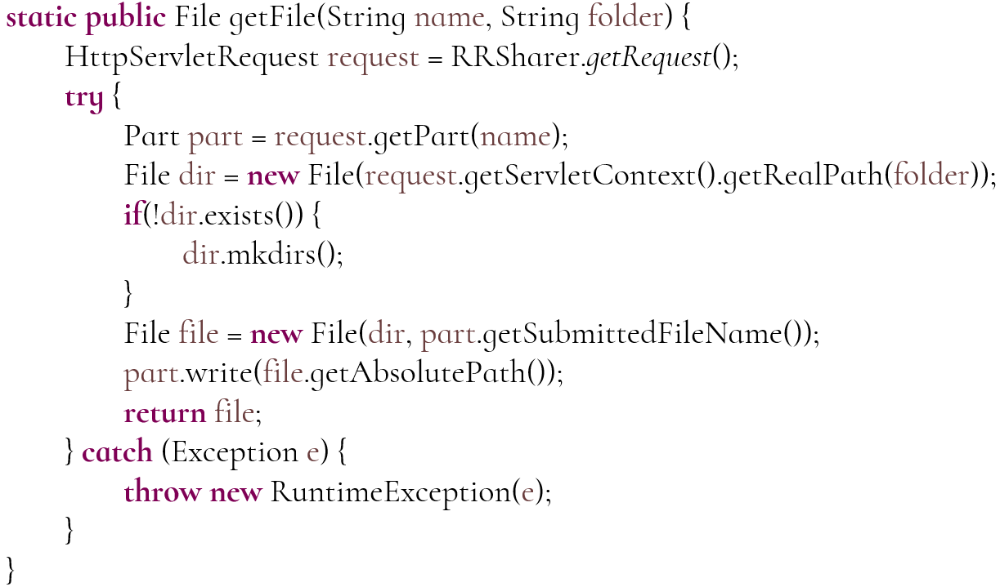 static public File getFile(String name, String folder) {
HttpServletRequest request = RRSharer.getRequest();
try {
Part part = request.getPart(name);
File dir = new File(request.getServletContext().getRealPath(folder));
if(!dir.exists()) {
dir.mkdirs();
}
File file = new File(dir, part.getSubmittedFileName());
part.write(file.getAbsolutePath());
return file;
} catch (Exception e) {
throw new RuntimeException(e);
}
}